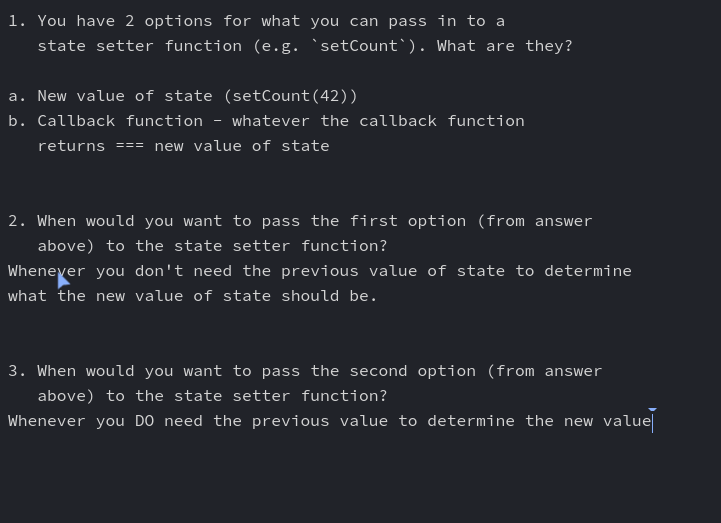 1. You have 2 options for what you can pass in to a
state setter function (e.g. `setCount`). What are they?
a. New value of state (setCount(42))
b. Callback function - whatever the callback function
returns === new value of state
2. When would you want to pass the first option (from answer
above) to the state setter function?
Whenever you don't need the previous value of state to determine
what the new value of state should be.
3. When would you want to pass the second option (from answer
above) to the state setter function?
Whenever you DO need the previous value to determine the new value